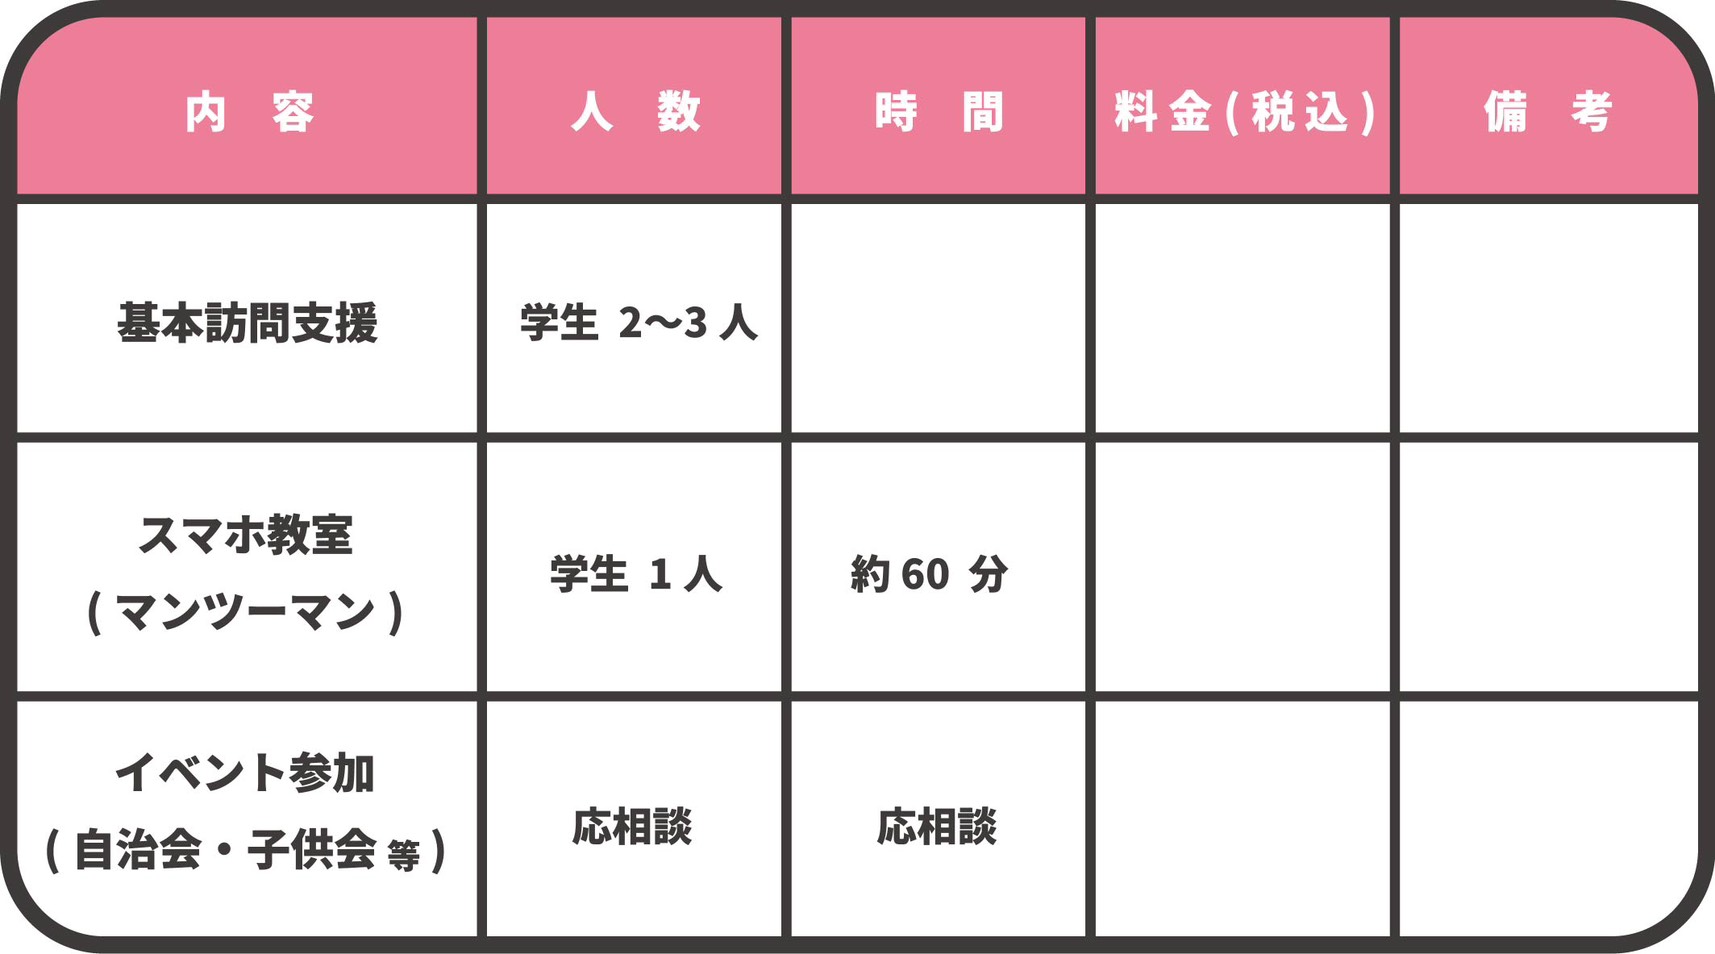 内　容
人　数
時　間
料金(税込)
備　考
基本訪問支援
学生 2〜3 人
スマホ教室
( マンツーマン )
学生 1 人
約 60 分
イベント参加
( 自治会・子供会 等 )
応相談
応相談